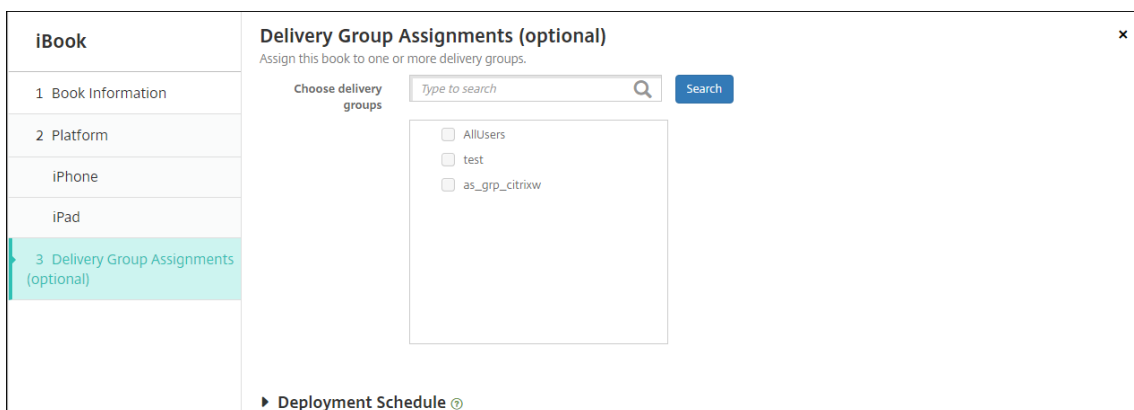 iBook
1 Book Information
2 Platform
iPhone
iPad
3 Delivery Group Assignments
(optional)
Delivery Group Assignments (optional)
Assign this book to one or more delivery groups.
Choose delivery
groups
Type to search
Search
AllUsers
test
as_grp_citrixw
Deployment Schedule